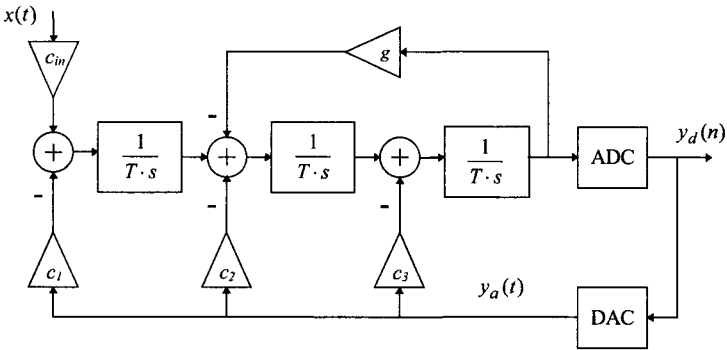 x(t)
c_in
g
+
1
T · s
+
1
T · s
+
1
T · s
ADC
y_d(n)
-
-
-
-
c_1
c_2
c_3
y_a(t)
DAC